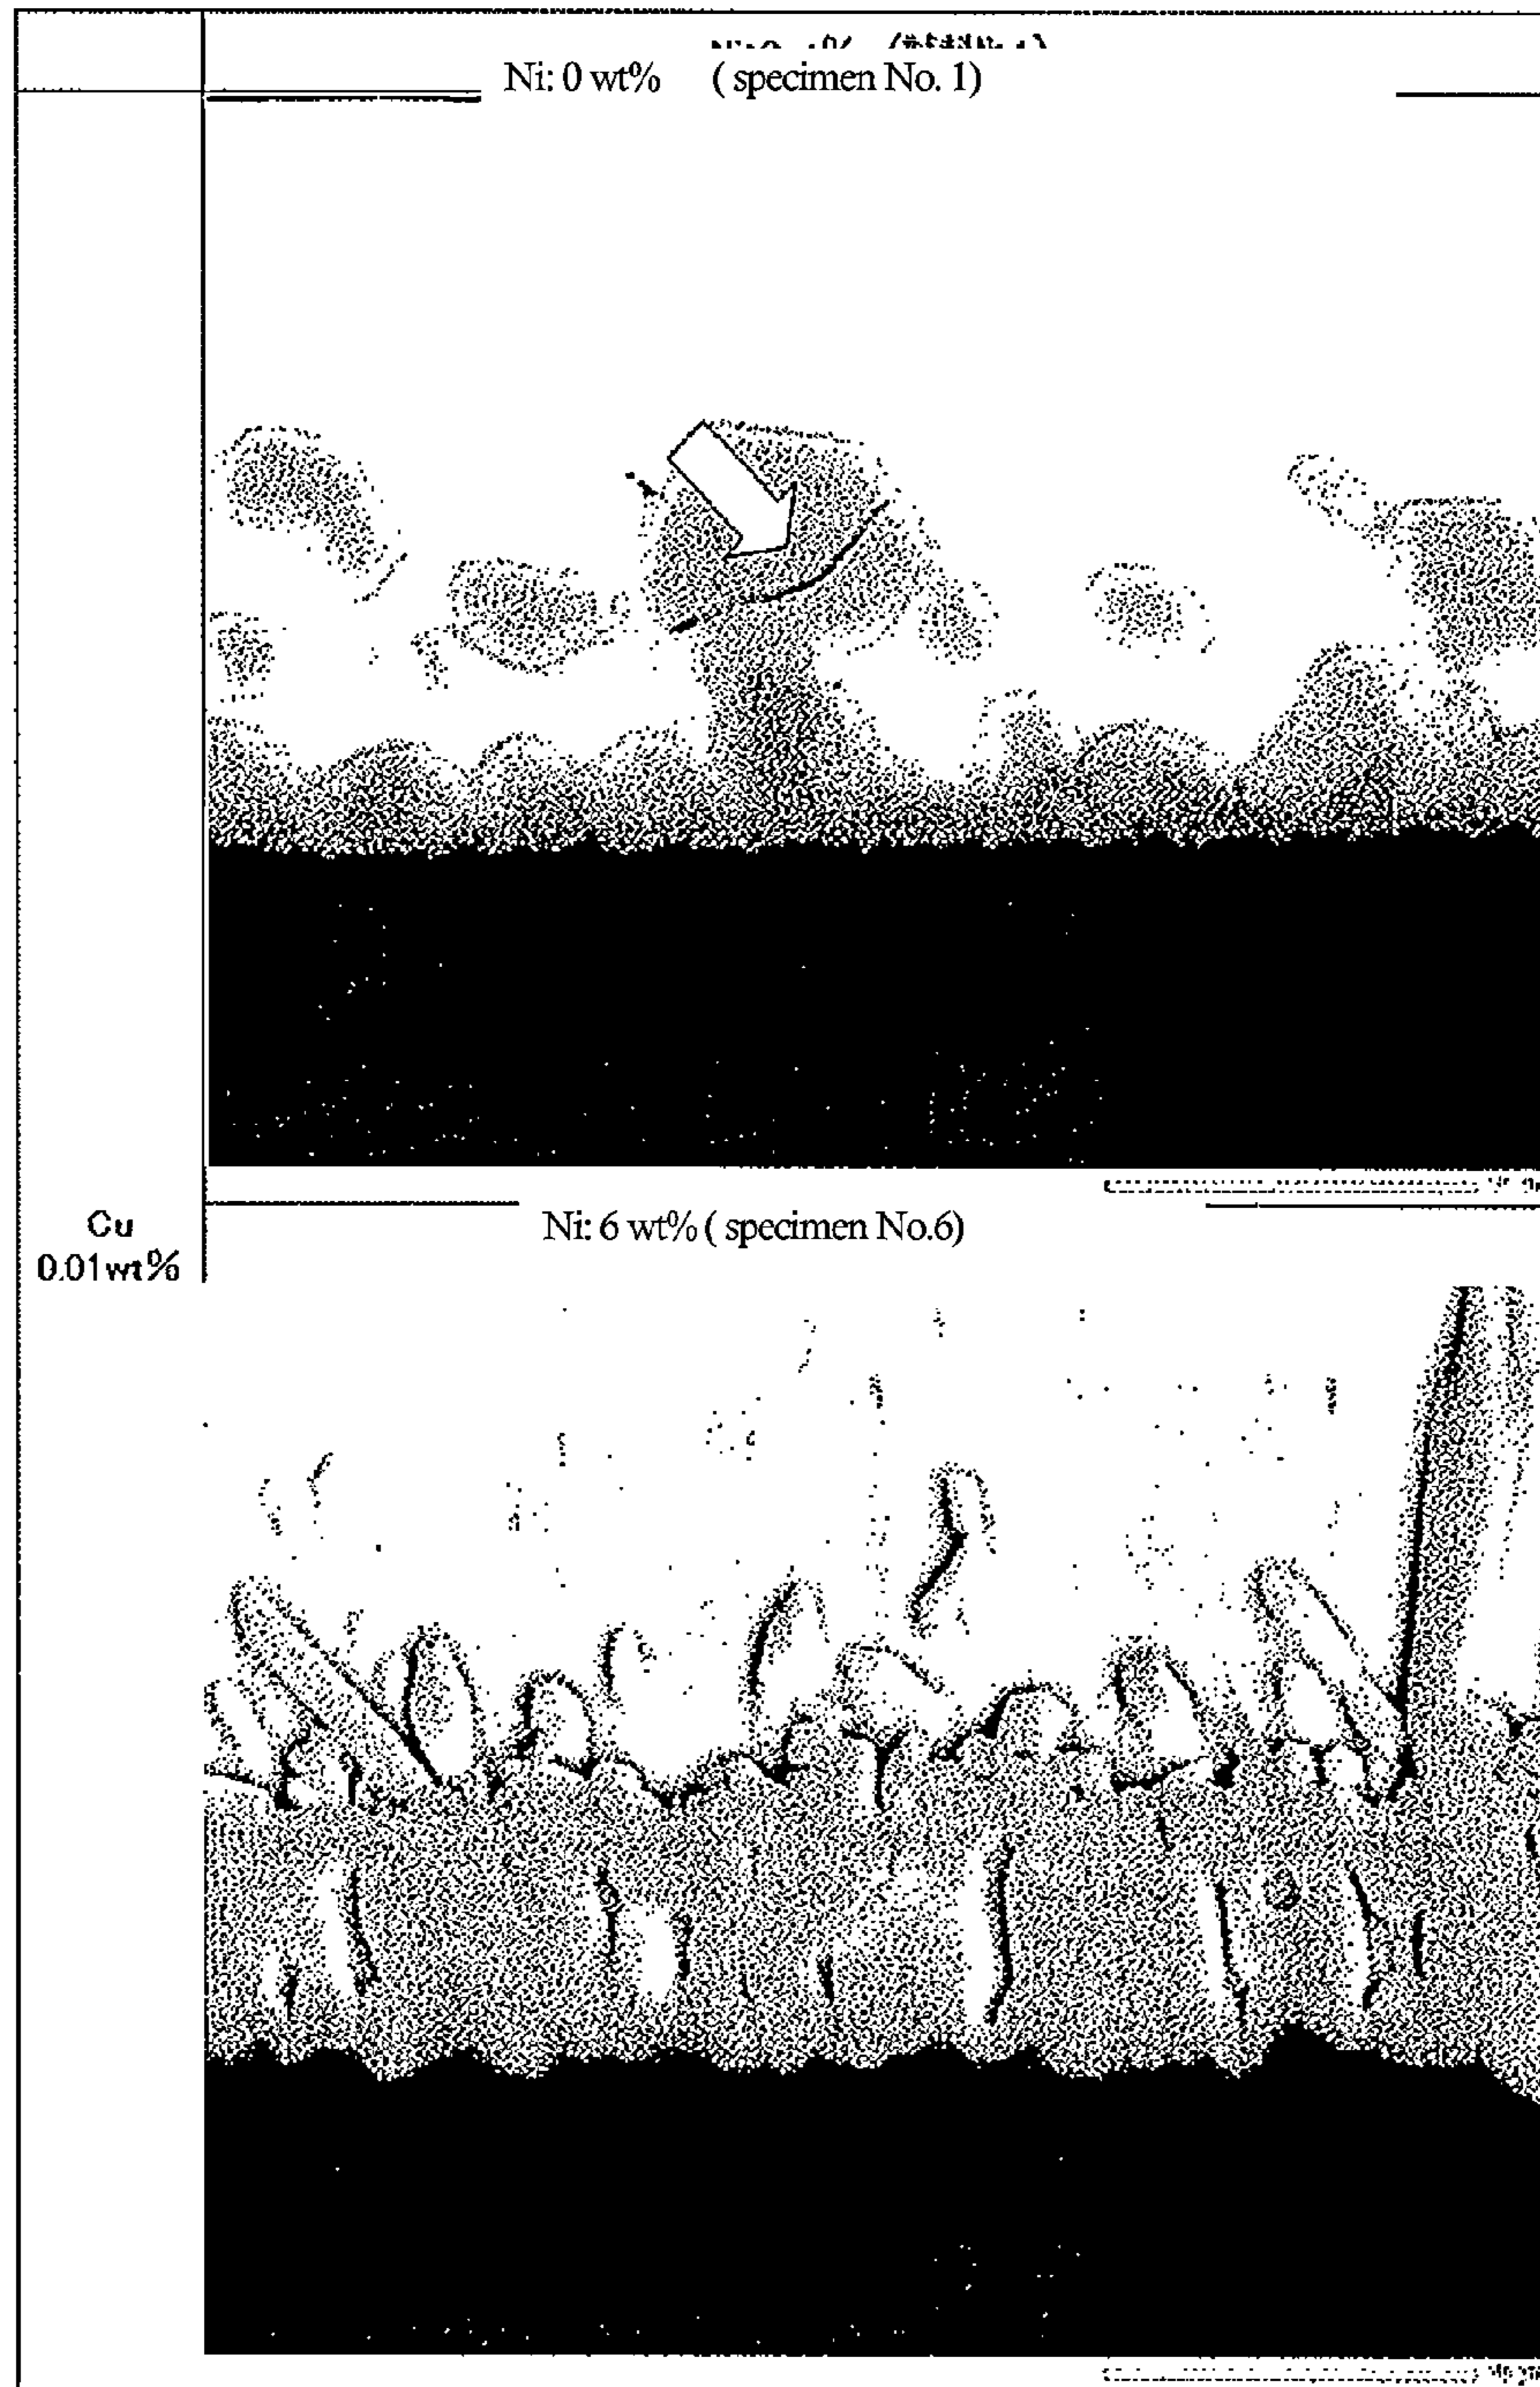 Ni: 0 wt% ( specimen No. 1)
Cu
0.01wt%
Ni: 6 wt% ( specimen No.6)